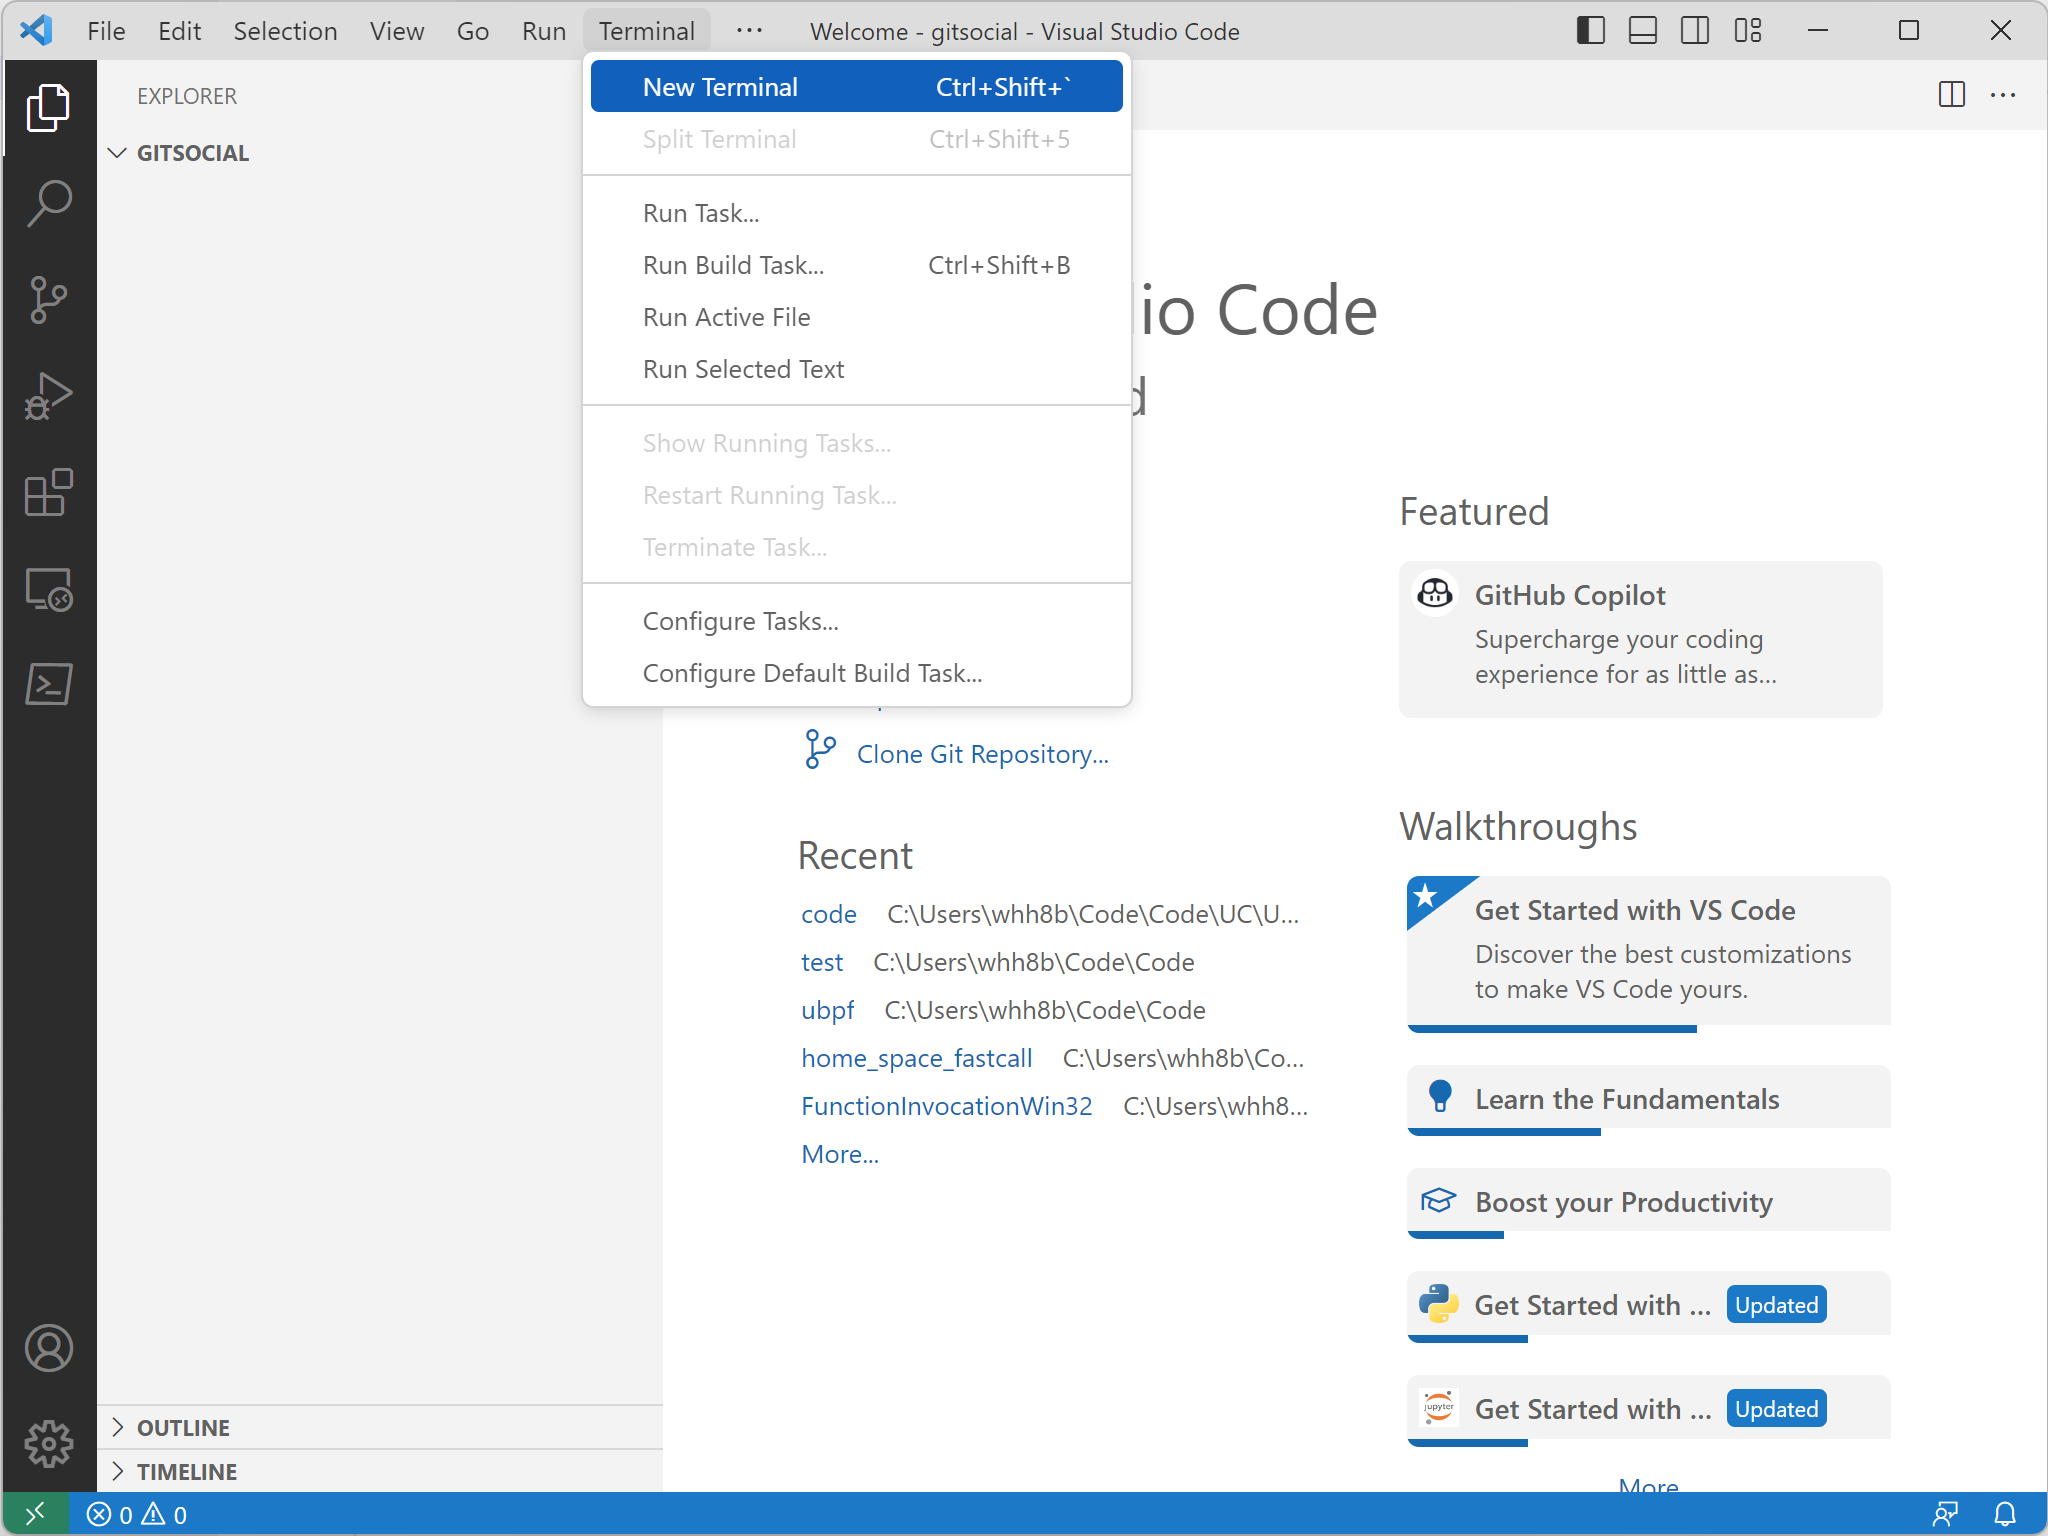 File Edit Selection View Go Run Terminal ··· Welcome - gitsocial - Visual Studio Code
EXPLORER
GITSOCIAL
New Terminal Ctrl+Shift+`
Split Terminal Ctrl+Shift+5
Run Task...
Run Build Task... Ctrl+Shift+B
Run Active File
Run Selected Text
Show Running Tasks...
Restart Running Task...
Terminate Task...
Configure Tasks...
Configure Default Build Task...
io Code
d
Clone Git Repository...
Recent
code C:\Users\whh8b\Code\Code\UC\U...
test C:\Users\whh8b\Code\Code
ubpf C:\Users\whh8b\Code\Code
home_space_fastcall C:\Users\whh8b\Co...
FunctionInvocationWin32 C:\Users\whh8...
More...
Featured
GitHub Copilot
Supercharge your coding
experience for as little as...
Walkthroughs
Get Started with VS Code
Discover the best customizations
to make VS Code yours.
Learn the Fundamentals
Boost your Productivity
Get Started with ... Updated
jupyter
Get Started with ... Updated
More
OUTLINE
TIMELINE
0 0